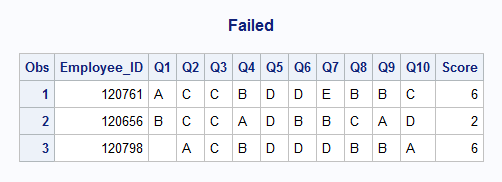 Failed
Obs Employee_ID Q1 Q2 Q3 Q4 Q5 Q6 Q7 Q8 Q9 Q10 Score
1 120761 A C C B D D E B B C 6
2 120656 B C C A D B B C A D 2
3 120798 A C B D D D B B A 6